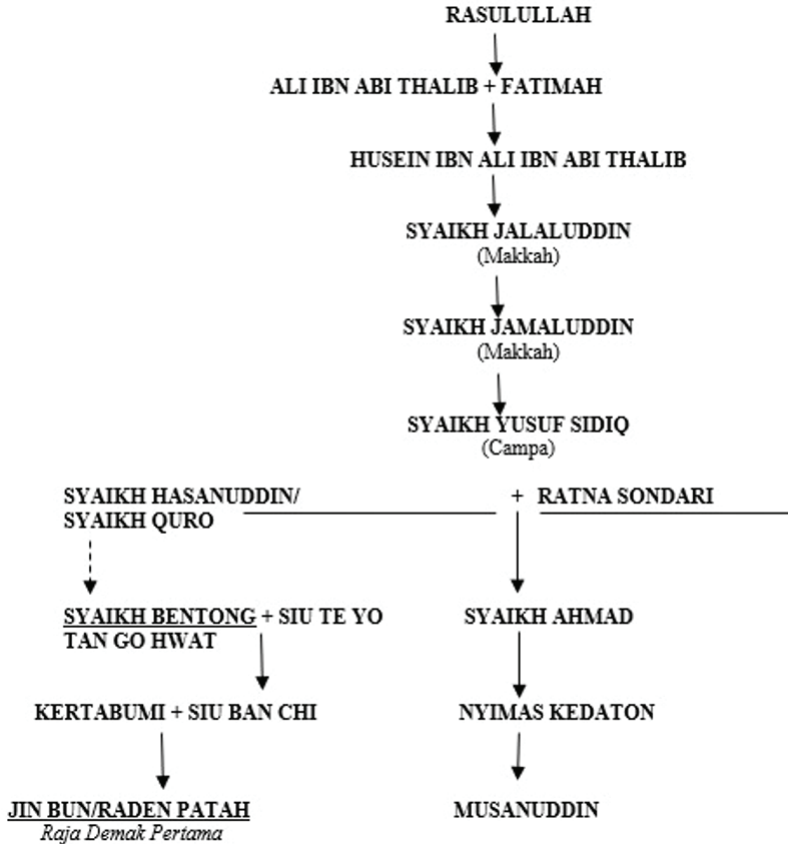 RASULULLAH
ALI IBN ABI THALIB + FATIMAH
HUSEIN IBN ALI IBN ABI THALIB
SYAIKH JALALUDDIN
(Makkah)
SYAIKH JAMALUDDIN
(Makkah)
SYAIKH YUSUF SIDIQ
(Campa)
SYAIKH HASANUDDIN/
SYAIKH QURO
+ RATNA SONDARI
SYAIKH BENTONG + SIU TE YO
TAN GO HWAT
SYAIKH AHMAD
KERTABUMI + SIU BAN CHI
NYIMAS KEDATON
JIN BUN/RADEN PATAH
Raja Demak Pertama
MUSANUDDIN